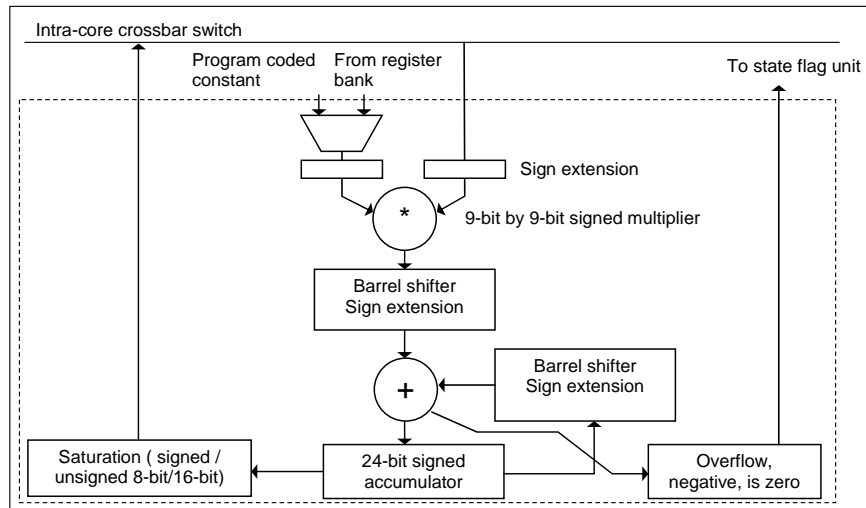 Intra-core crossbar switch
Program coded
constant
From register
bank
To state flag unit
Sign extension
*
9-bit by 9-bit signed multiplier
Barrel shifter
Sign extension
+
Barrel shifter
Sign extension
Saturation ( signed /
unsigned 8-bit/16-bit)
24-bit signed
accumulator
Overflow,
negative, is zero